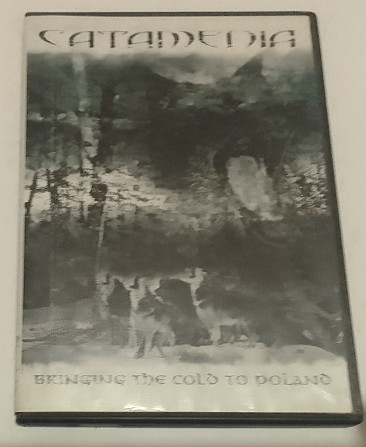 CATAMENIA
BRINGING THE COLD TO POLAND